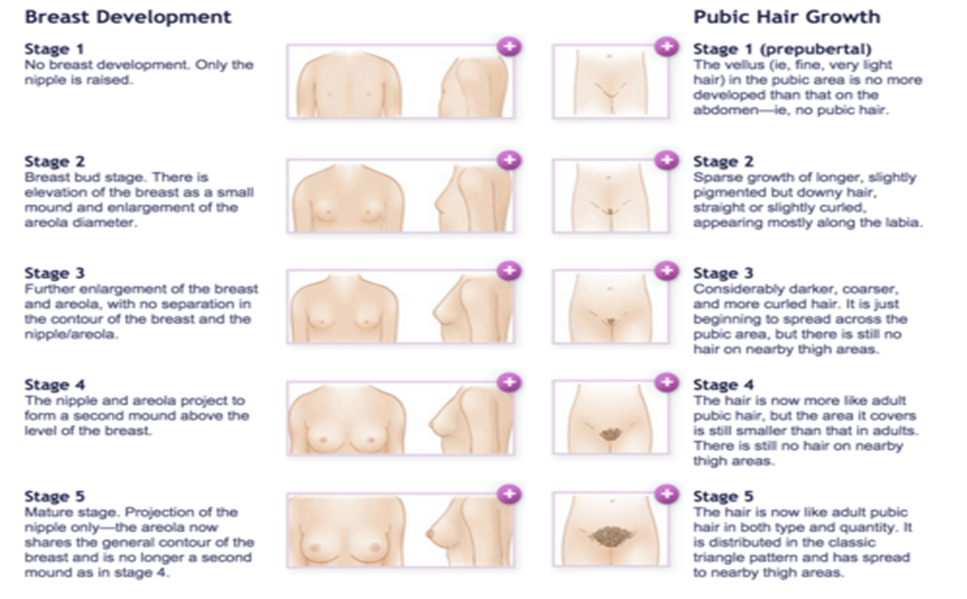 Breast Development
Stage 1
No breast development. Only the
nipple is raised.
Stage 2
Breast bud stage. There is
elevation of the breast as a small
mound and enlargement of the
areola diameter.
Stage 3
Further enlargement of the breast
and areola, with no separation in
the contour of the breast and the
nipple/areola.
Stage 4
The nipple and areola project to
form a second mound above the
level of the breast.
Stage 5
Mature stage. Projection of the
nipple only—the areola now
shares the general contour of the
breast and is no longer a second
mound as in stage 4.
Pubic Hair Growth
Stage 1 (prepubertal)
The vellus (ie, fine, very light
hair) in the pubic area is no more
developed than that on the
abdomen—ie, no pubic hair.
Stage 2
Sparse growth of longer, slightly
pigmented but downy hair,
straight or slightly curled,
appearing mostly along the labia.
Stage 3
Considerably darker, coarser,
and more curled hair. It is just
beginning to spread across the
pubic area, but there is still no
hair on nearby thigh areas.
Stage 4
The hair is now more like adult
pubic hair, but the area it covers
is still smaller than that in adults.
There is still no hair on nearby
thigh areas.
Stage 5
The hair is now like adult pubic
hair in both type and quantity. It
is distributed in the classic
triangle pattern and has spread
to nearby thigh areas.